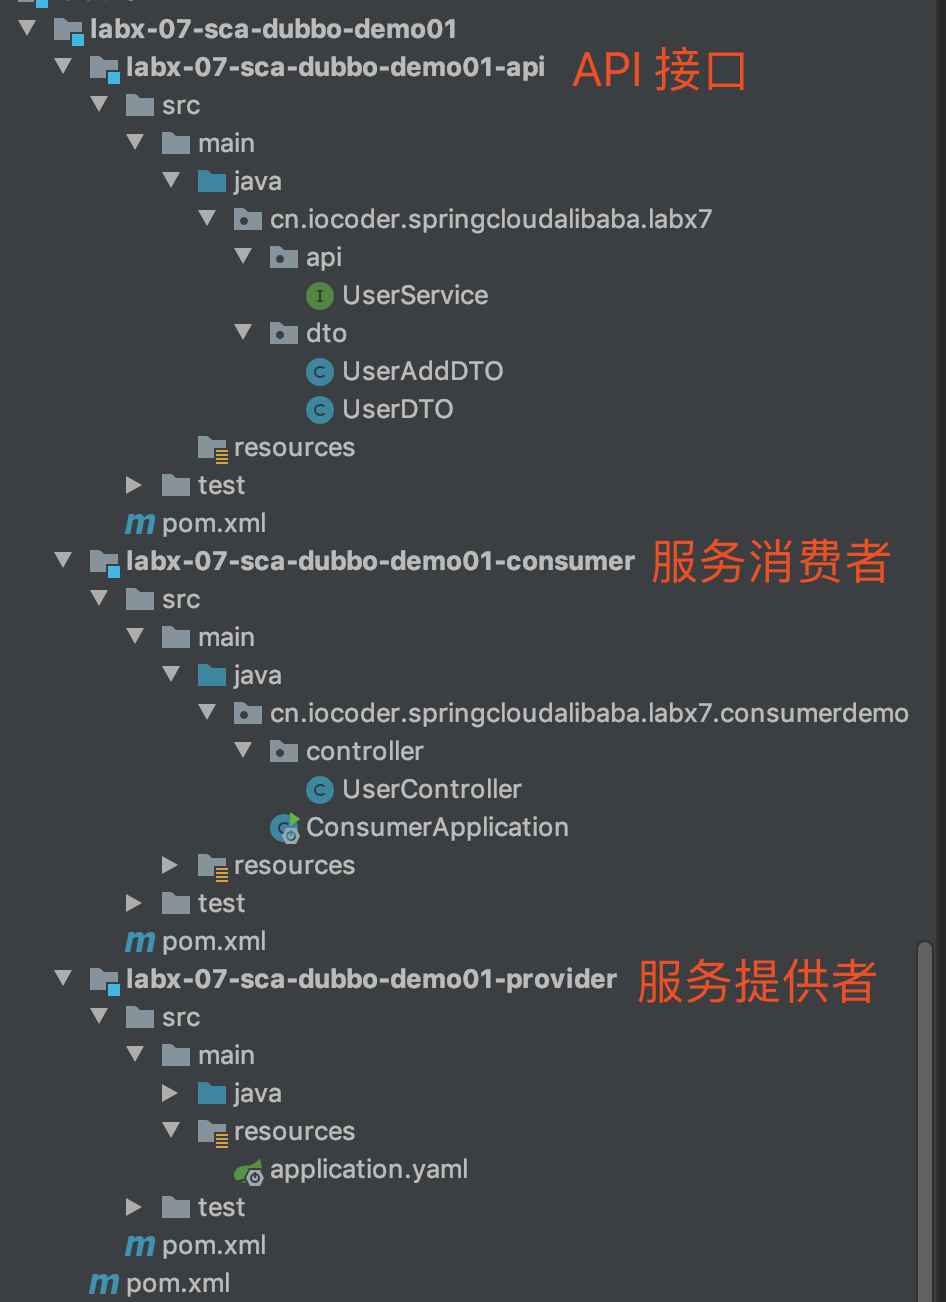 labx-07-sca-dubbo-demo01
labx-07-sca-dubbo-demo01-api API 接口
src
main
java
cn.iocoder.springcloudalibaba.labx7
api
I UserService
dto
C UserAddDTO
C UserDTO
resources
test
m pom.xml
labx-07-sca-dubbo-demo01-consumer 服务消费者
src
main
java
cn.iocoder.springcloudalibaba.labx7.consumerdemo
controller
C UserController
C ConsumerApplication
resources
test
m pom.xml
labx-07-sca-dubbo-demo01-provider 服务提供者
src
main
java
resources
application.yaml
test
m pom.xml
m pom.xml